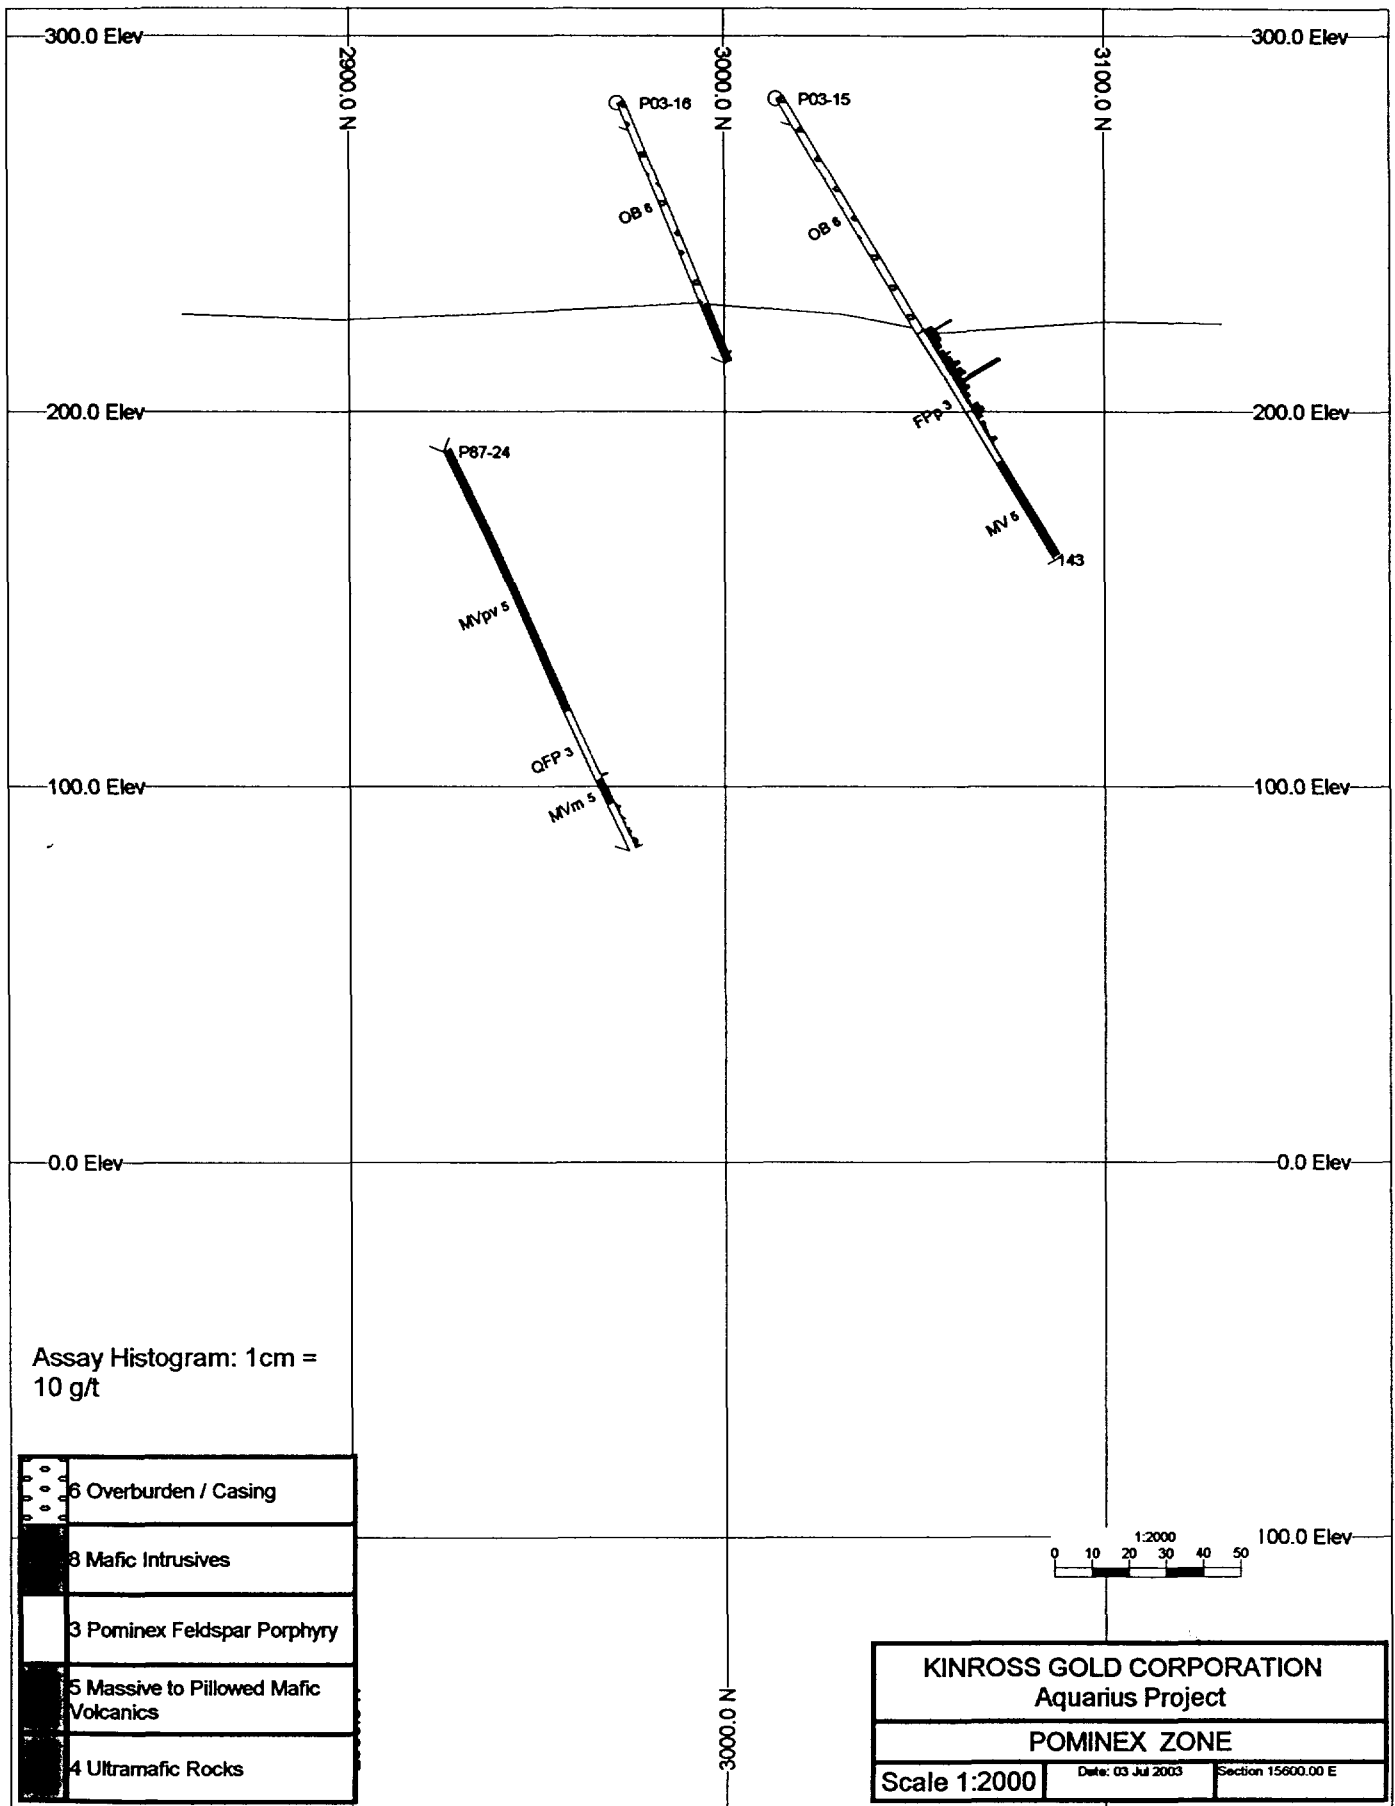 300.0 Elev
300.0 Elev
2900.0 N
3000.0 N
3100.0 N
P03-16
P03-15
OB 6
OB 6
200.0 Elev
200.0 Elev
FPp 3
P87-24
MV 5
143
MVpv 5
QFP 3
100.0 Elev
100.0 Elev
MVm 5
0.0 Elev
0.0 Elev
Assay Histogram: 1cm =
10 g/t
6 Overburden / Casing
8 Mafic Intrusives
3 Pominex Feldspar Porphyry
5 Massive to Pillowed Mafic
Volcanics
4 Ultramafic Rocks
1:2000
100.0 Elev
0 10 20 30 40 50
3000.0 N
KINROSS GOLD CORPORATION
Aquarius Project
POMINEX ZONE
Scale 1:2000
Date: 03 Jul 2003
Section 15600.00 E